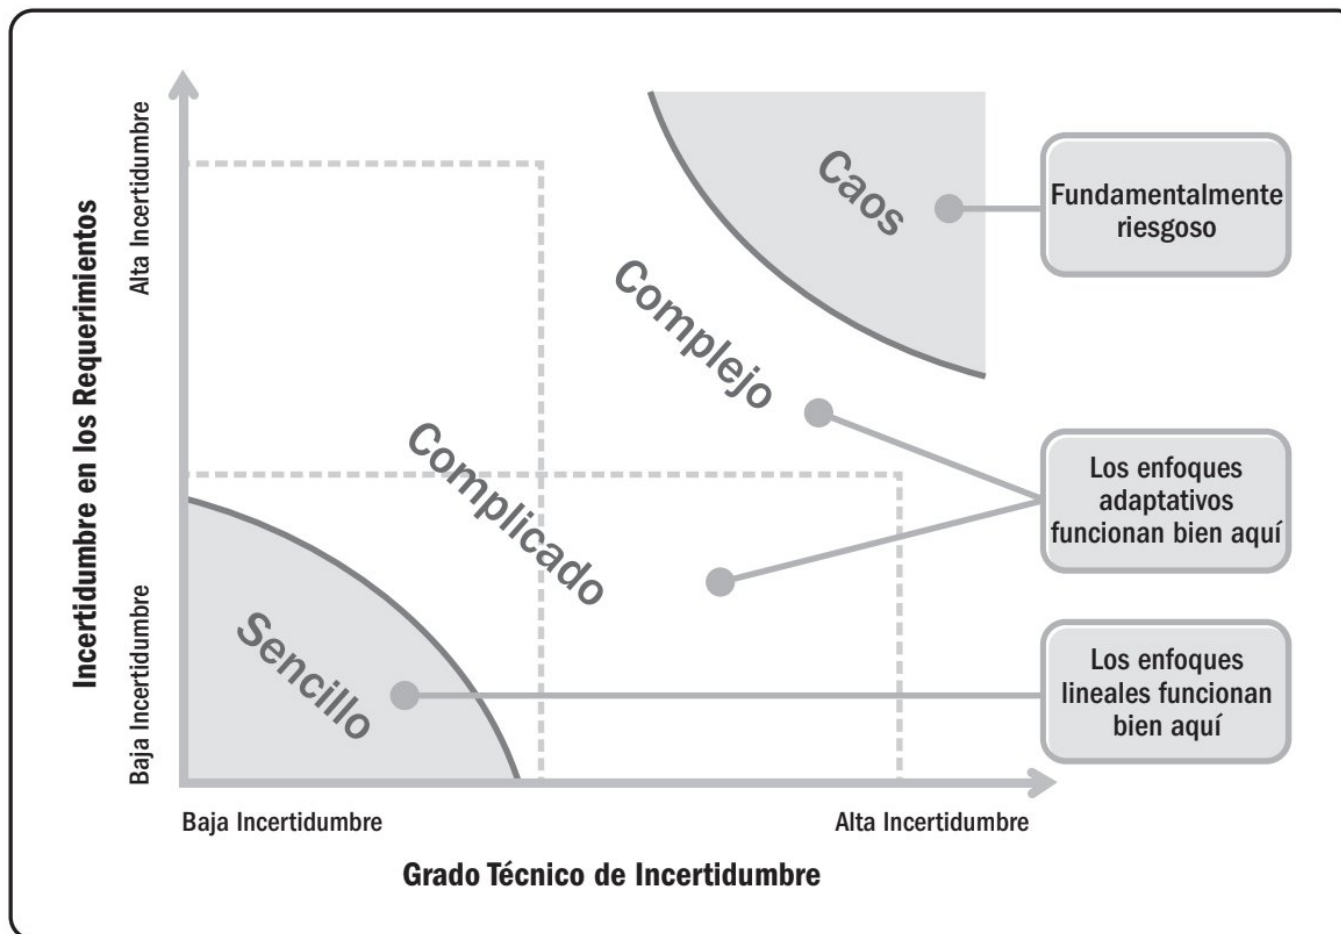 Incertidumbre en los Requerimientos
Alta Incertidumbre
Baja Incertidumbre
Caos
Complejo
Complicado
Sencillo
Fundamentalmente
riesgoso
Los enfoques
adaptativos
funcionan bien aquí
Los enfoques
lineales funcionan
bien aquí
Baja Incertidumbre
Alta Incertidumbre
Grado Técnico de Incertidumbre